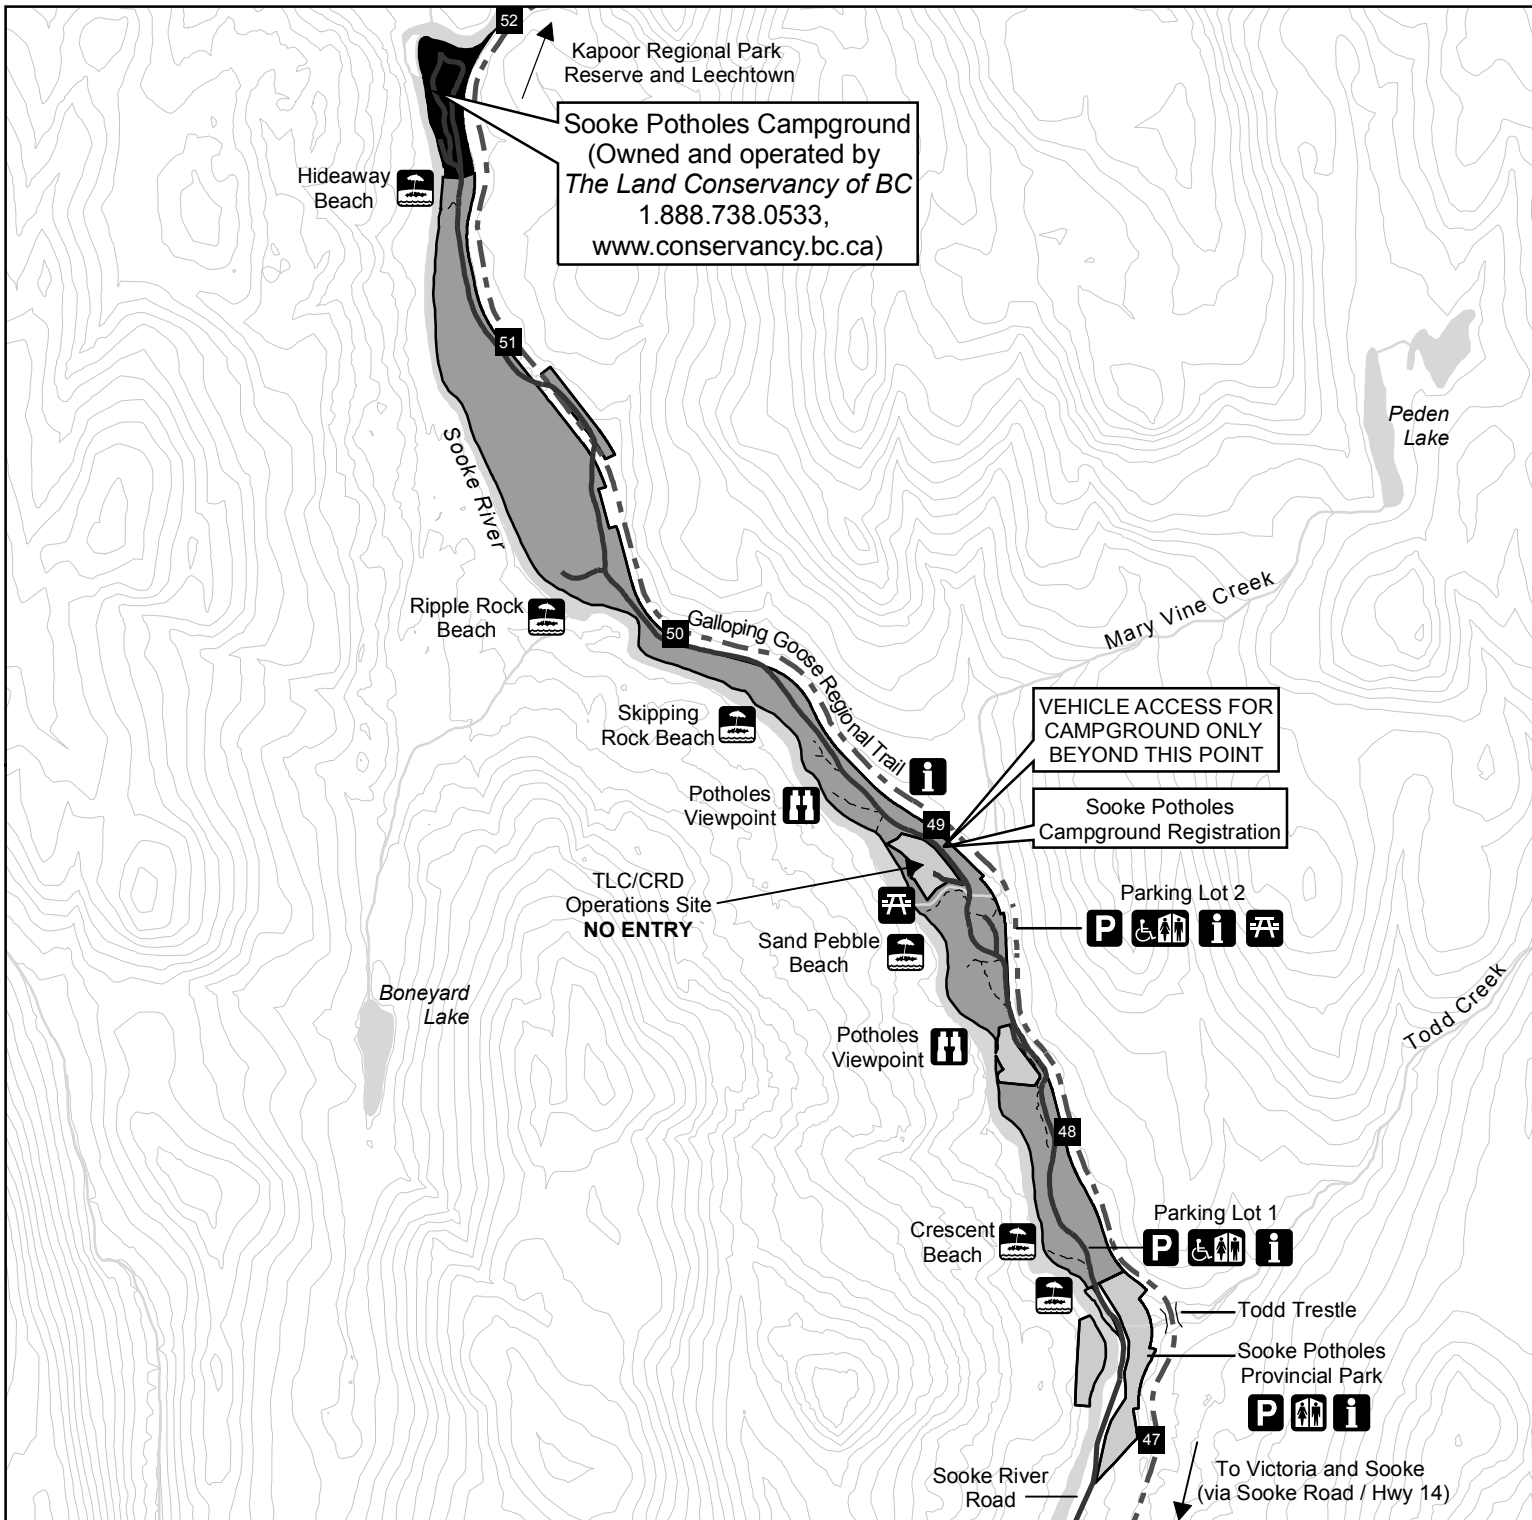 52
Kapoor Regional Park
Reserve and Leechtown
Sooke Potholes Campground
(Owned and operated by
The Land Conservancy of BC
1.888.738.0533,
www.conservancy.bc.ca)
Hideaway
Beach
51
Peden
Lake
Sooke River
Ripple Rock
Beach
50
Galloping Goose Regional Trail
Mary Vine Creek
Skipping
Rock Beach
VEHICLE ACCESS FOR
CAMPGROUND ONLY
BEYOND THIS POINT
i
Potholes
Viewpoint
49
Sooke Potholes
Campground Registration
TLC/CRD
Operations Site
NO ENTRY
Parking Lot 2
P
i
Sand Pebble
Beach
Boneyard
Lake
Todd Creek
Potholes
Viewpoint
48
Parking Lot 1
P
i
Crescent
Beach
Todd Trestle
Sooke Potholes
Provincial Park
P
i
47
Sooke River
Road
To Victoria and Sooke
(via Sooke Road / Hwy 14)